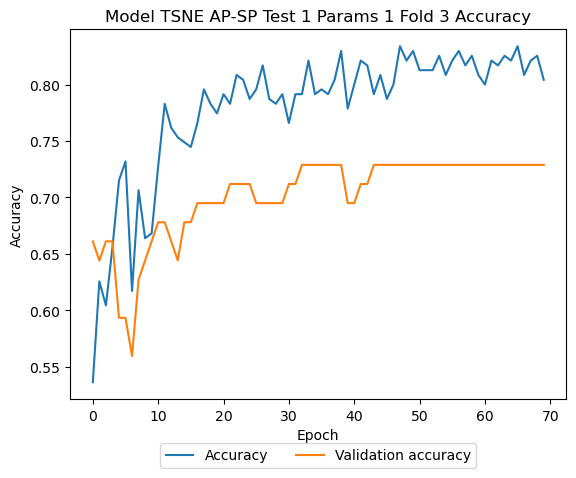 Model TSNE AP-SP Test 1 Params 1 Fold 3 Accuracy
0.80
0.75
0.70
0.65
0.60
0.55
Accuracy
0 10 20 30 40 50 60 70
Epoch
Accuracy Validation accuracy